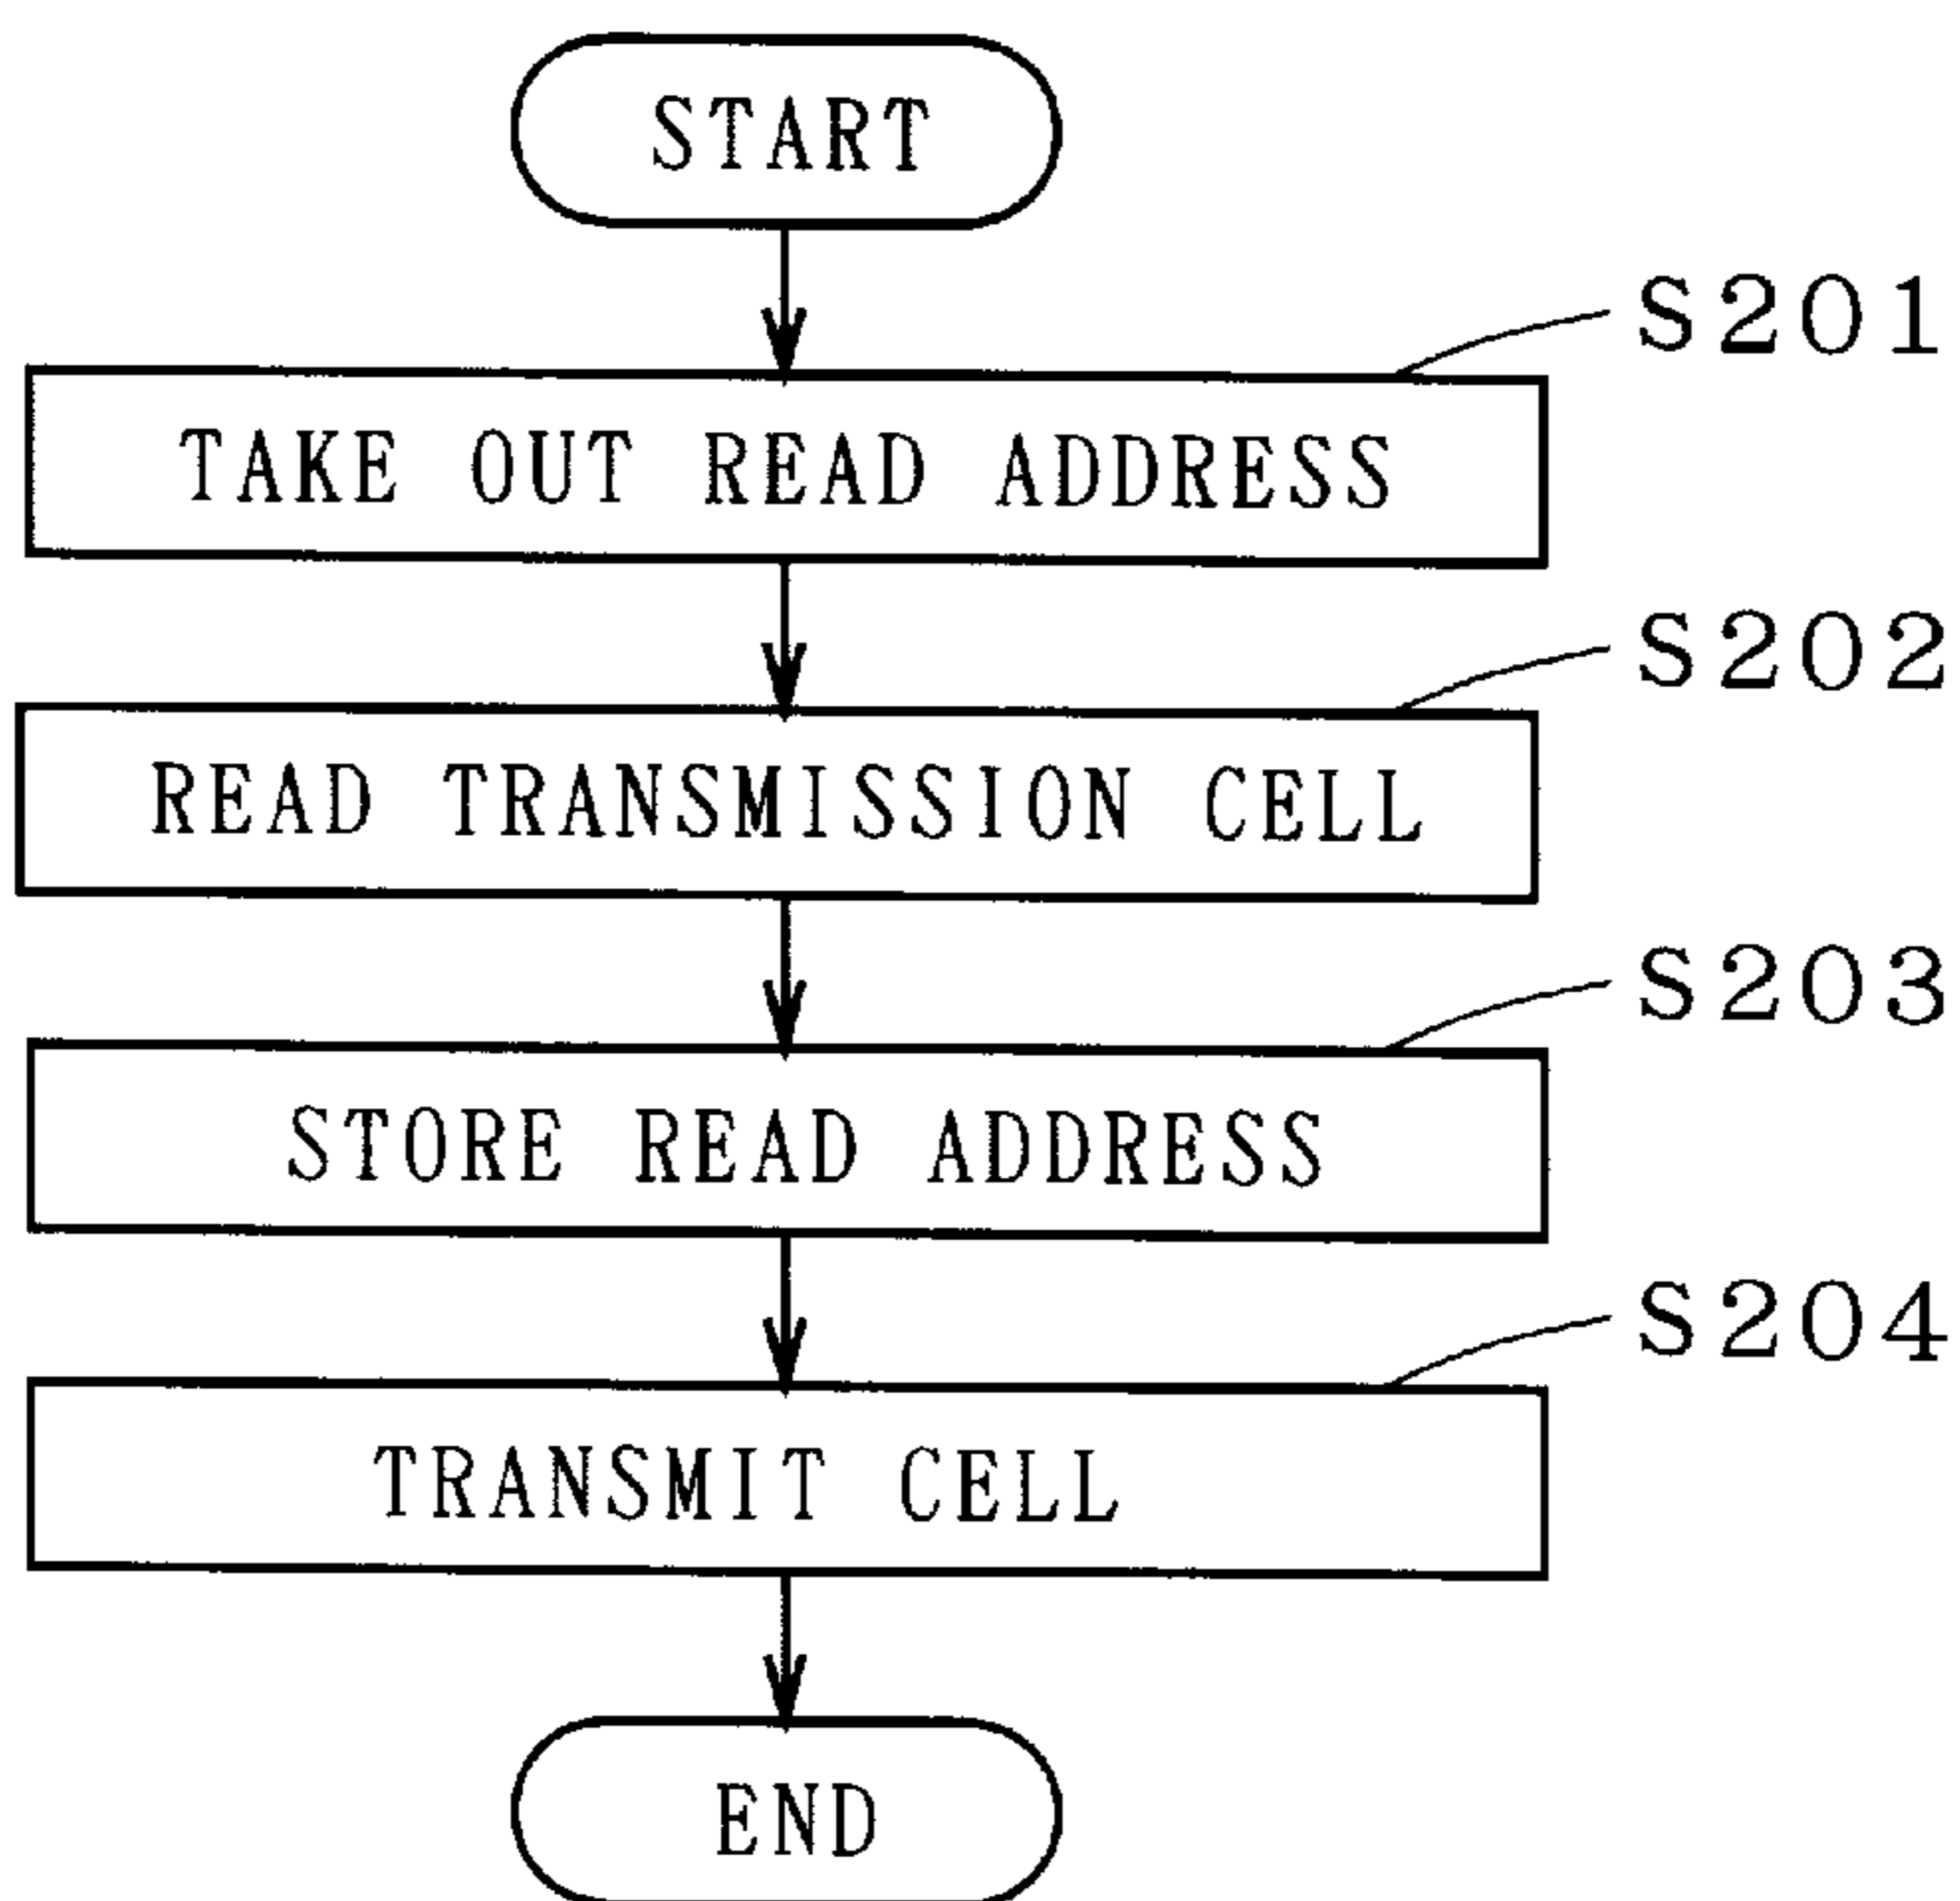 START
S201
TAKE OUT READ ADDRESS
S202
READ TRANSMISSION CELL
S203
STORE READ ADDRESS
S204
TRANSMIT CELL
END